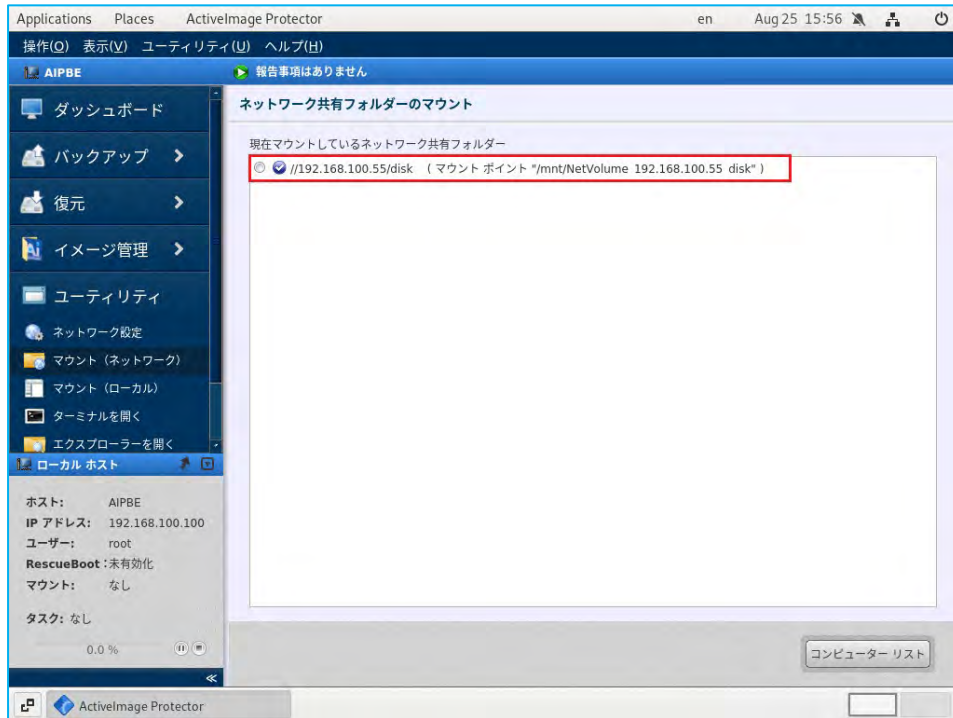 Applications Places ActiveImage Protector en Aug 25 15:56
操作(O) 表示(V) ユーティリティ(U) ヘルプ(H)
AIPBE 報告事項はありません
ダッシュボード
バックアップ
復元
イメージ管理
ユーティリティ
ネットワーク設定
マウント（ネットワーク）
マウント（ローカル）
ターミナルを開く
エクスプローラーを開く
ローカル ホスト
ホスト: AIPBE
IP アドレス: 192.168.100.100
ユーザー: root
RescueBoot :未有効化
マウント: なし
タスク: なし
0.0 %
ネットワーク共有フォルダーのマウント
現在マウントしているネットワーク共有フォルダー
//192.168.100.55/disk ( マウント ポイント "/mnt/NetVolume 192.168.100.55 disk" )
コンピューター リスト
ActiveImage Protector